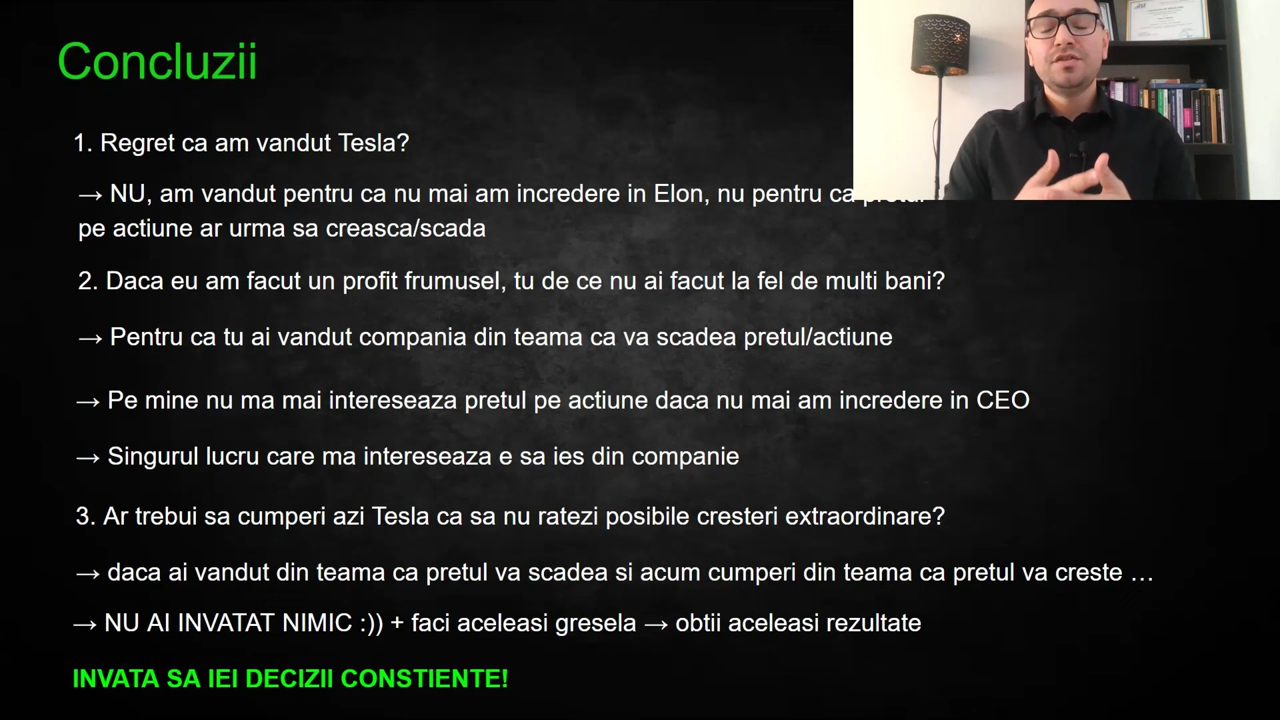 Concluzii
1. Regret ca am vandut Tesla?
→ NU, am vandut pentru ca nu mai am incredere in Elon, nu pentru ca pretul
pe actiune ar urma sa creasca/scada
2. Daca eu am facut un profit frumusel, tu de ce nu ai facut la fel de multi bani?
→ Pentru ca tu ai vandut compania din teama ca va scadea pretul/actiune
→ Pe mine nu ma mai intereseaza pretul pe actiune daca nu mai am incredere in CEO
→ Singurul lucru care ma intereseaza e sa ies din companie
3. Ar trebui sa cumperi azi Tesla ca sa nu ratezi posibile cresteri extraordinare?
→ daca ai vandut din teama ca pretul va scadea si acum cumperi din teama ca pretul va creste …
→ NU AI INVATAT NIMIC :)) + faci aceleasi gresela → obtii aceleasi rezultate
INVATA SA IEI DECIZII CONSTIENTE!